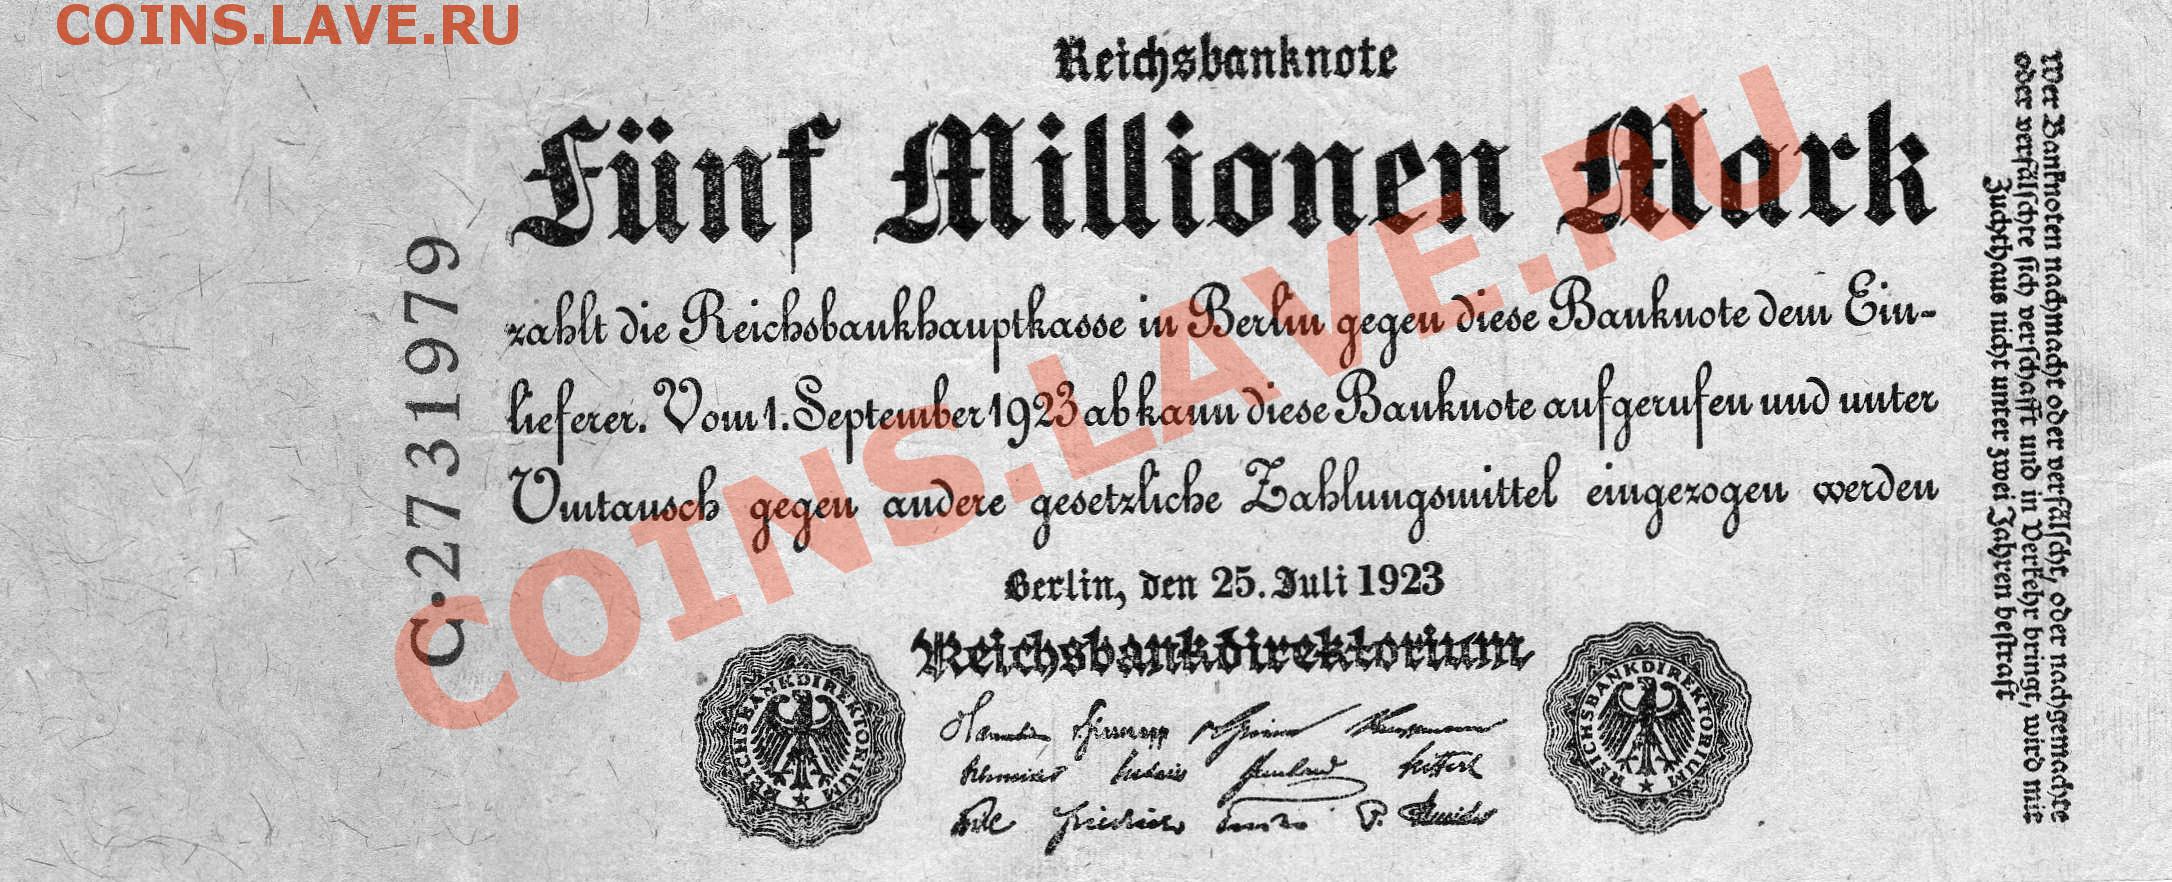 COINS.LAVE.RU
Reichsbanknote
Fünf Millionen Mark
zahlt die Reichsbankhauptkasse in Berlin gegen diese Banknote dem Ein-
lieferer. Vom 1. September 1923 ab kann diese Banknote aufgerufen und unter
Umtausch gegen andere gesetzliche Zahlungsmittel eingezogen werden
Berlin, den 25. Juli 1923
Reichsbankdirektorium
REICHSBANKDIREKTORIUM
REICHSBANKDIREKTORIUM
C·2731979
Wer Banknoten nachmacht oder verfälscht, oder nachgemachte
oder verfälschte sich verschafft und in Verkehr bringt, wird mit
Zuchthaus nicht unter zwei Jahren bestraft
COINS.LAVE.RU